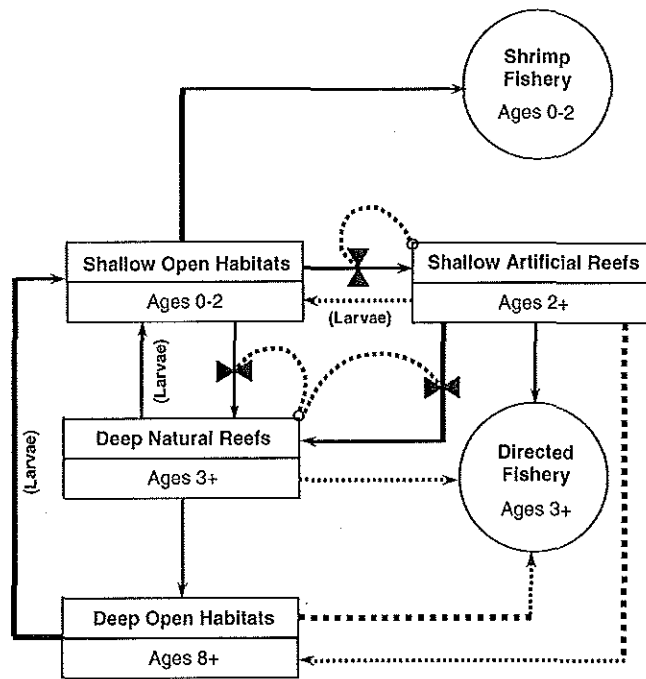 Shrimp
Fishery
Ages 0-2
Shallow Open Habitats
Ages 0-2
Shallow Artificial Reefs
Ages 2+
(Larvae)
(Larvae)
(Larvae)
Deep Natural Reefs
Ages 3+
Directed
Fishery
Ages 3+
Deep Open Habitats
Ages 8+